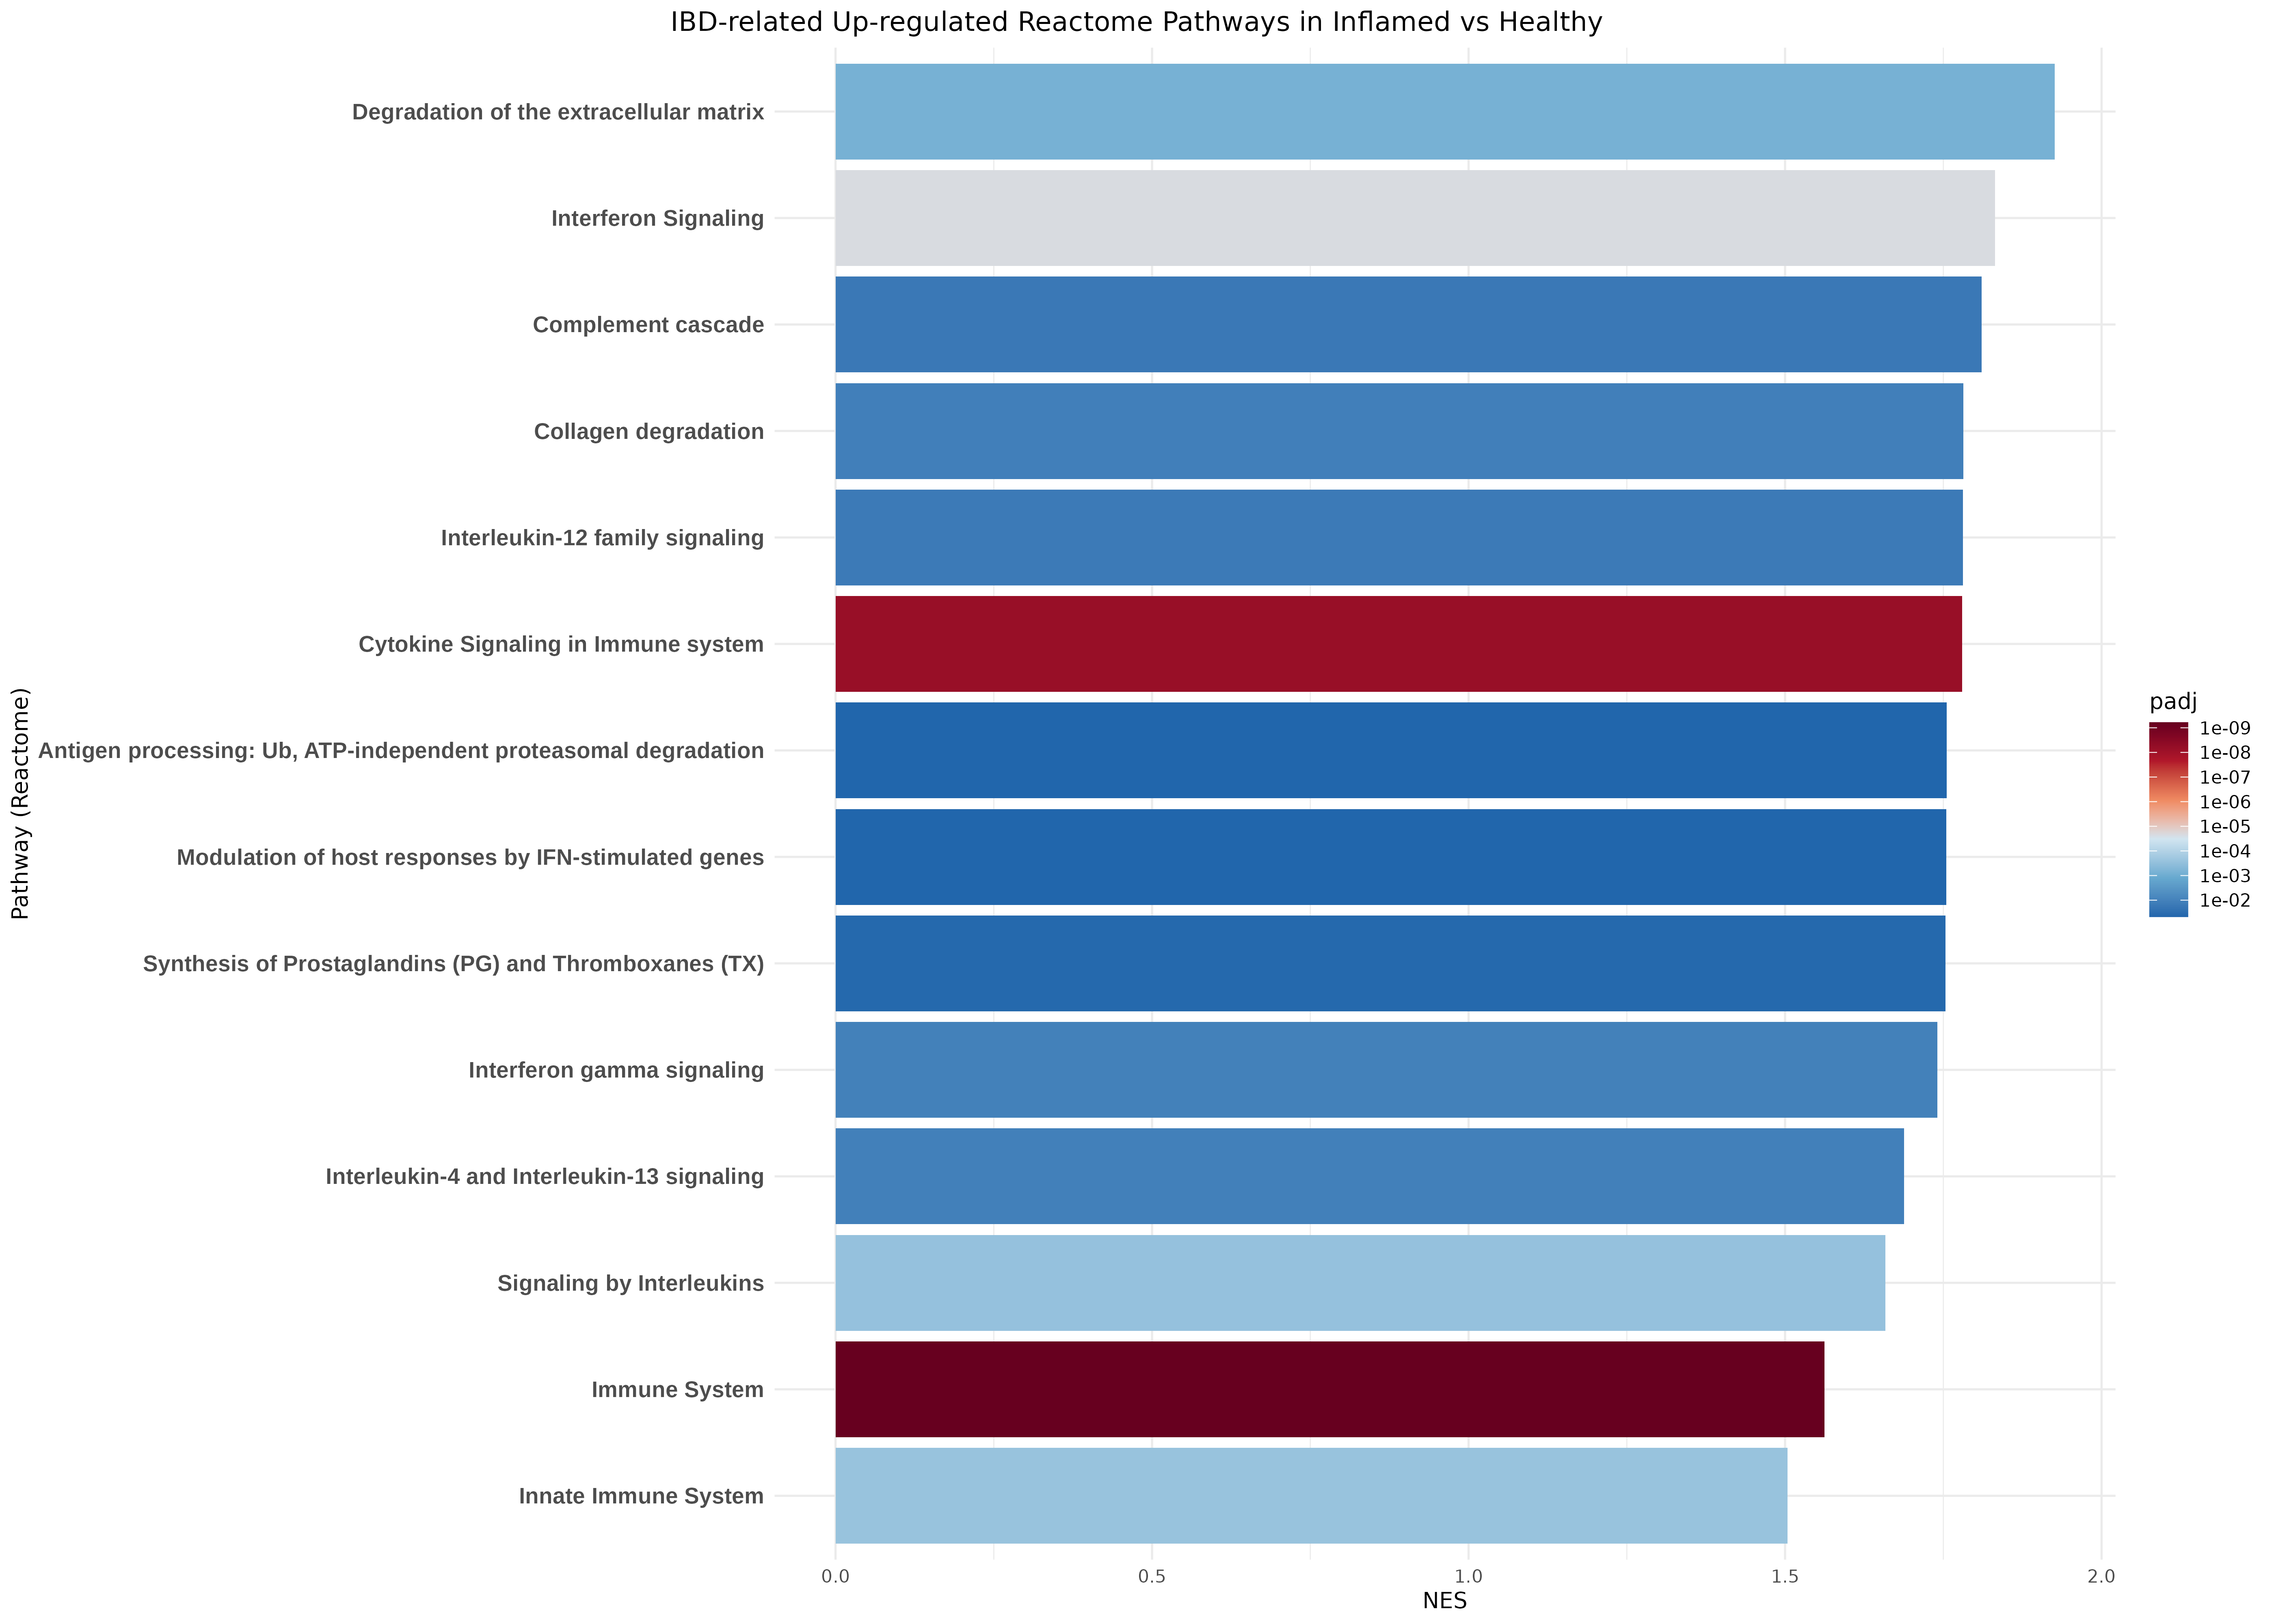 IBD-related Up-regulated Reactome Pathways in Inflamed vs Healthy
Pathway (Reactome)
Degradation of the extracellular matrix
Interferon Signaling
Complement cascade
Collagen degradation
Interleukin-12 family signaling
Cytokine Signaling in Immune system
Antigen processing: Ub, ATP-independent proteasomal degradation
Modulation of host responses by IFN-stimulated genes
Synthesis of Prostaglandins (PG) and Thromboxanes (TX)
Interferon gamma signaling
Interleukin-4 and Interleukin-13 signaling
Signaling by Interleukins
Immune System
Innate Immune System
0.0 0.5 1.0 1.5 2.0
NES
padj
1e-09
1e-08
1e-07
1e-06
1e-05
1e-04
1e-03
1e-02